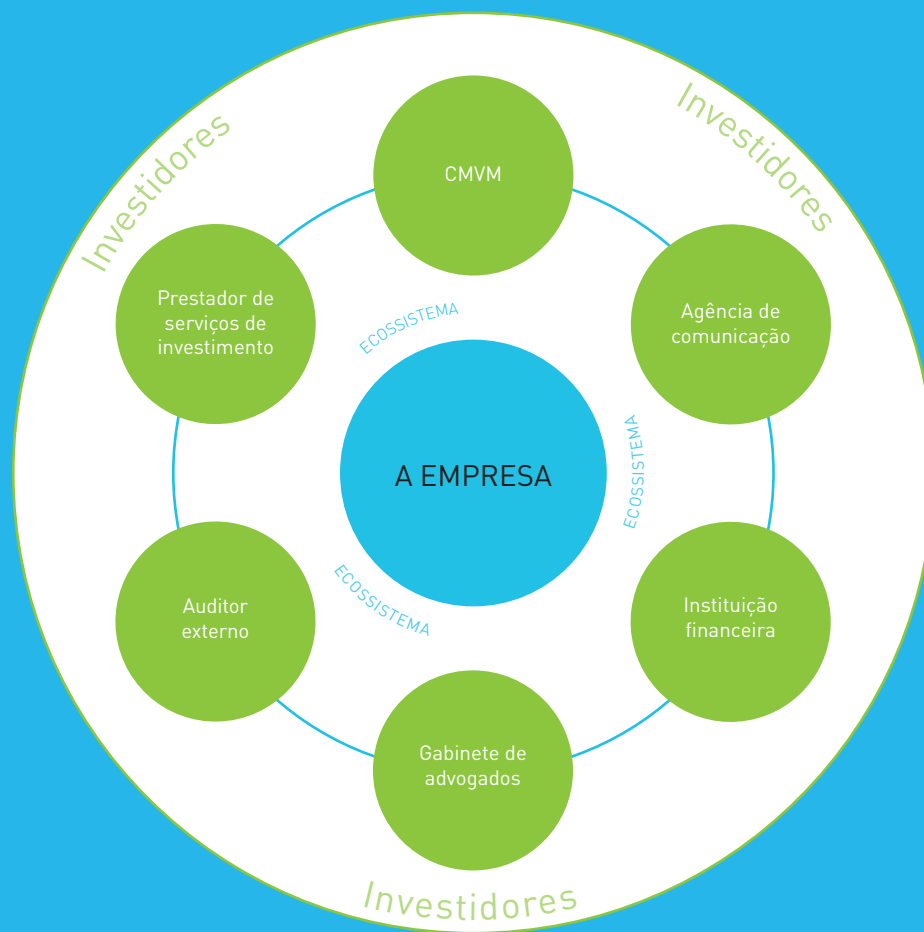 Investidores
Investidores
CMVM
Prestador de
serviços de
investimento
Agência de
comunicação
ECOSSISTEMA
ECOSSISTEMA
A EMPRESA
ECOSSISTEMA
Auditor
externo
Instituição
financeira
Gabinete de
advogados
Investidores